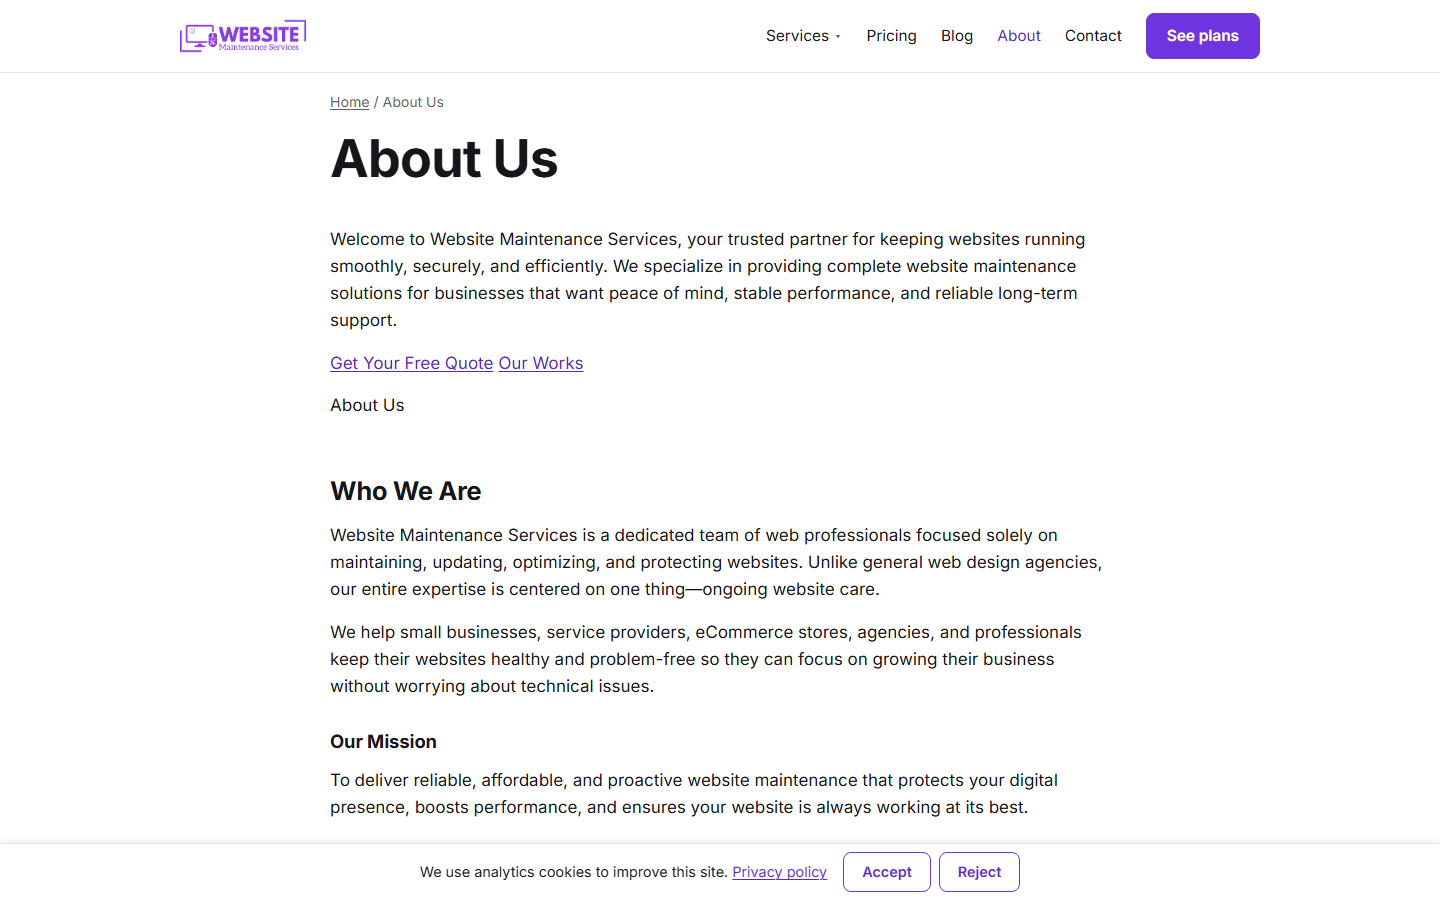 WEBSITE
Maintenance Services
Services
Pricing
Blog
About
Contact
See plans
Home / About Us
About Us
Welcome to Website Maintenance Services, your trusted partner for keeping websites running
smoothly, securely, and efficiently. We specialize in providing complete website maintenance
solutions for businesses that want peace of mind, stable performance, and reliable long-term
support.
Get Your Free Quote Our Works
About Us
Who We Are
Website Maintenance Services is a dedicated team of web professionals focused solely on
maintaining, updating, optimizing, and protecting websites. Unlike general web design agencies,
our entire expertise is centered on one thing—ongoing website care.
We help small businesses, service providers, eCommerce stores, agencies, and professionals
keep their websites healthy and problem-free so they can focus on growing their business
without worrying about technical issues.
Our Mission
To deliver reliable, affordable, and proactive website maintenance that protects your digital
presence, boosts performance, and ensures your website is always working at its best.
We use analytics cookies to improve this site. Privacy policy
Accept
Reject